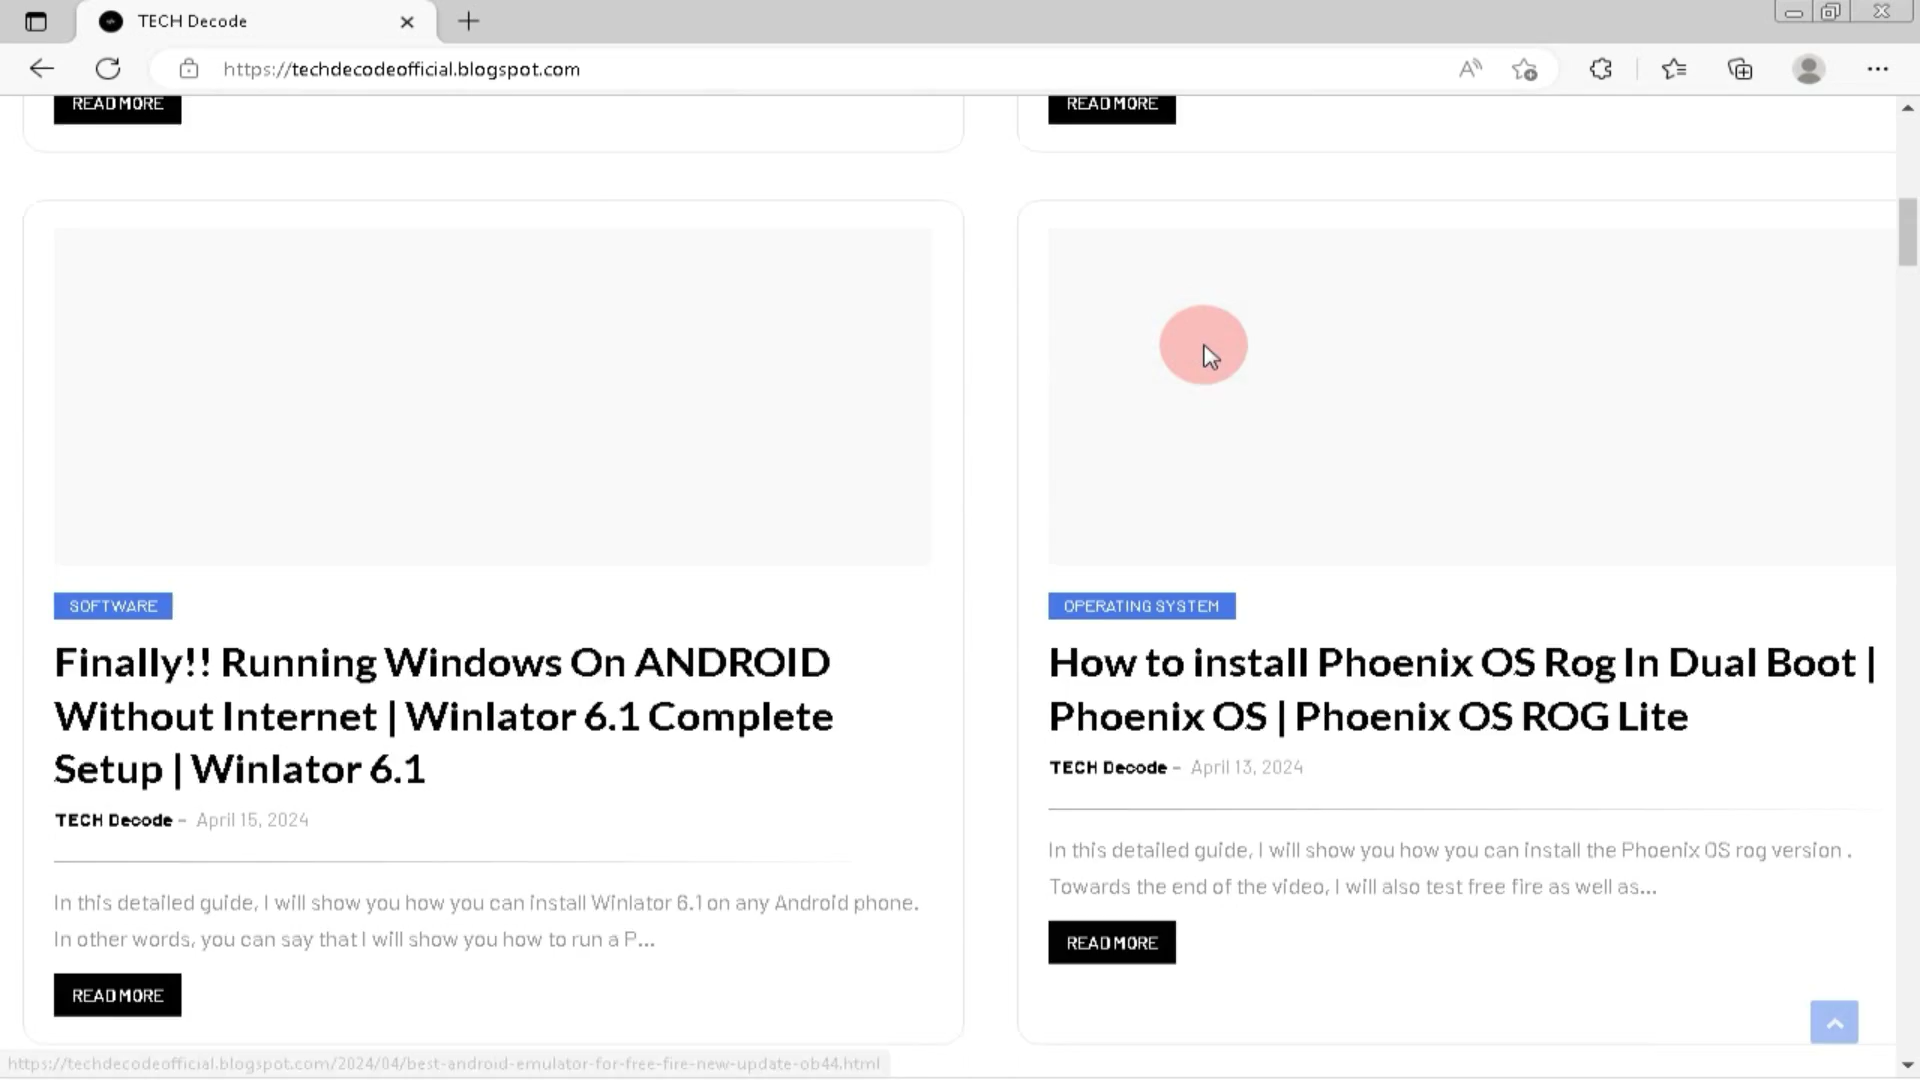 TECH Decode
https://techdecodeofficial.blogspot.com
READ MORE
READ MORE
SOFTWARE
Finally!! Running Windows On ANDROID
Without Internet | Winlator 6.1 Complete
Setup | Winlator 6.1
TECH Decode - April 15, 2024
In this detailed guide, I will show you how you can install Winlator 6.1 on any Android phone.
In other words, you can say that I will show you how to run a P...
READ MORE
OPERATING SYSTEM
How to install Phoenix OS Rog In Dual Boot |
Phoenix OS | Phoenix OS ROG Lite
TECH Decode - April 13, 2024
In this detailed guide, I will show you how you can install the Phoenix OS rog version .
Towards the end of the video, I will also test free fire as well as...
READ MORE
https://techdecodeofficial.blogspot.com/2024/04/best-android-emulator-for-free-fire-new-update-ob44.html